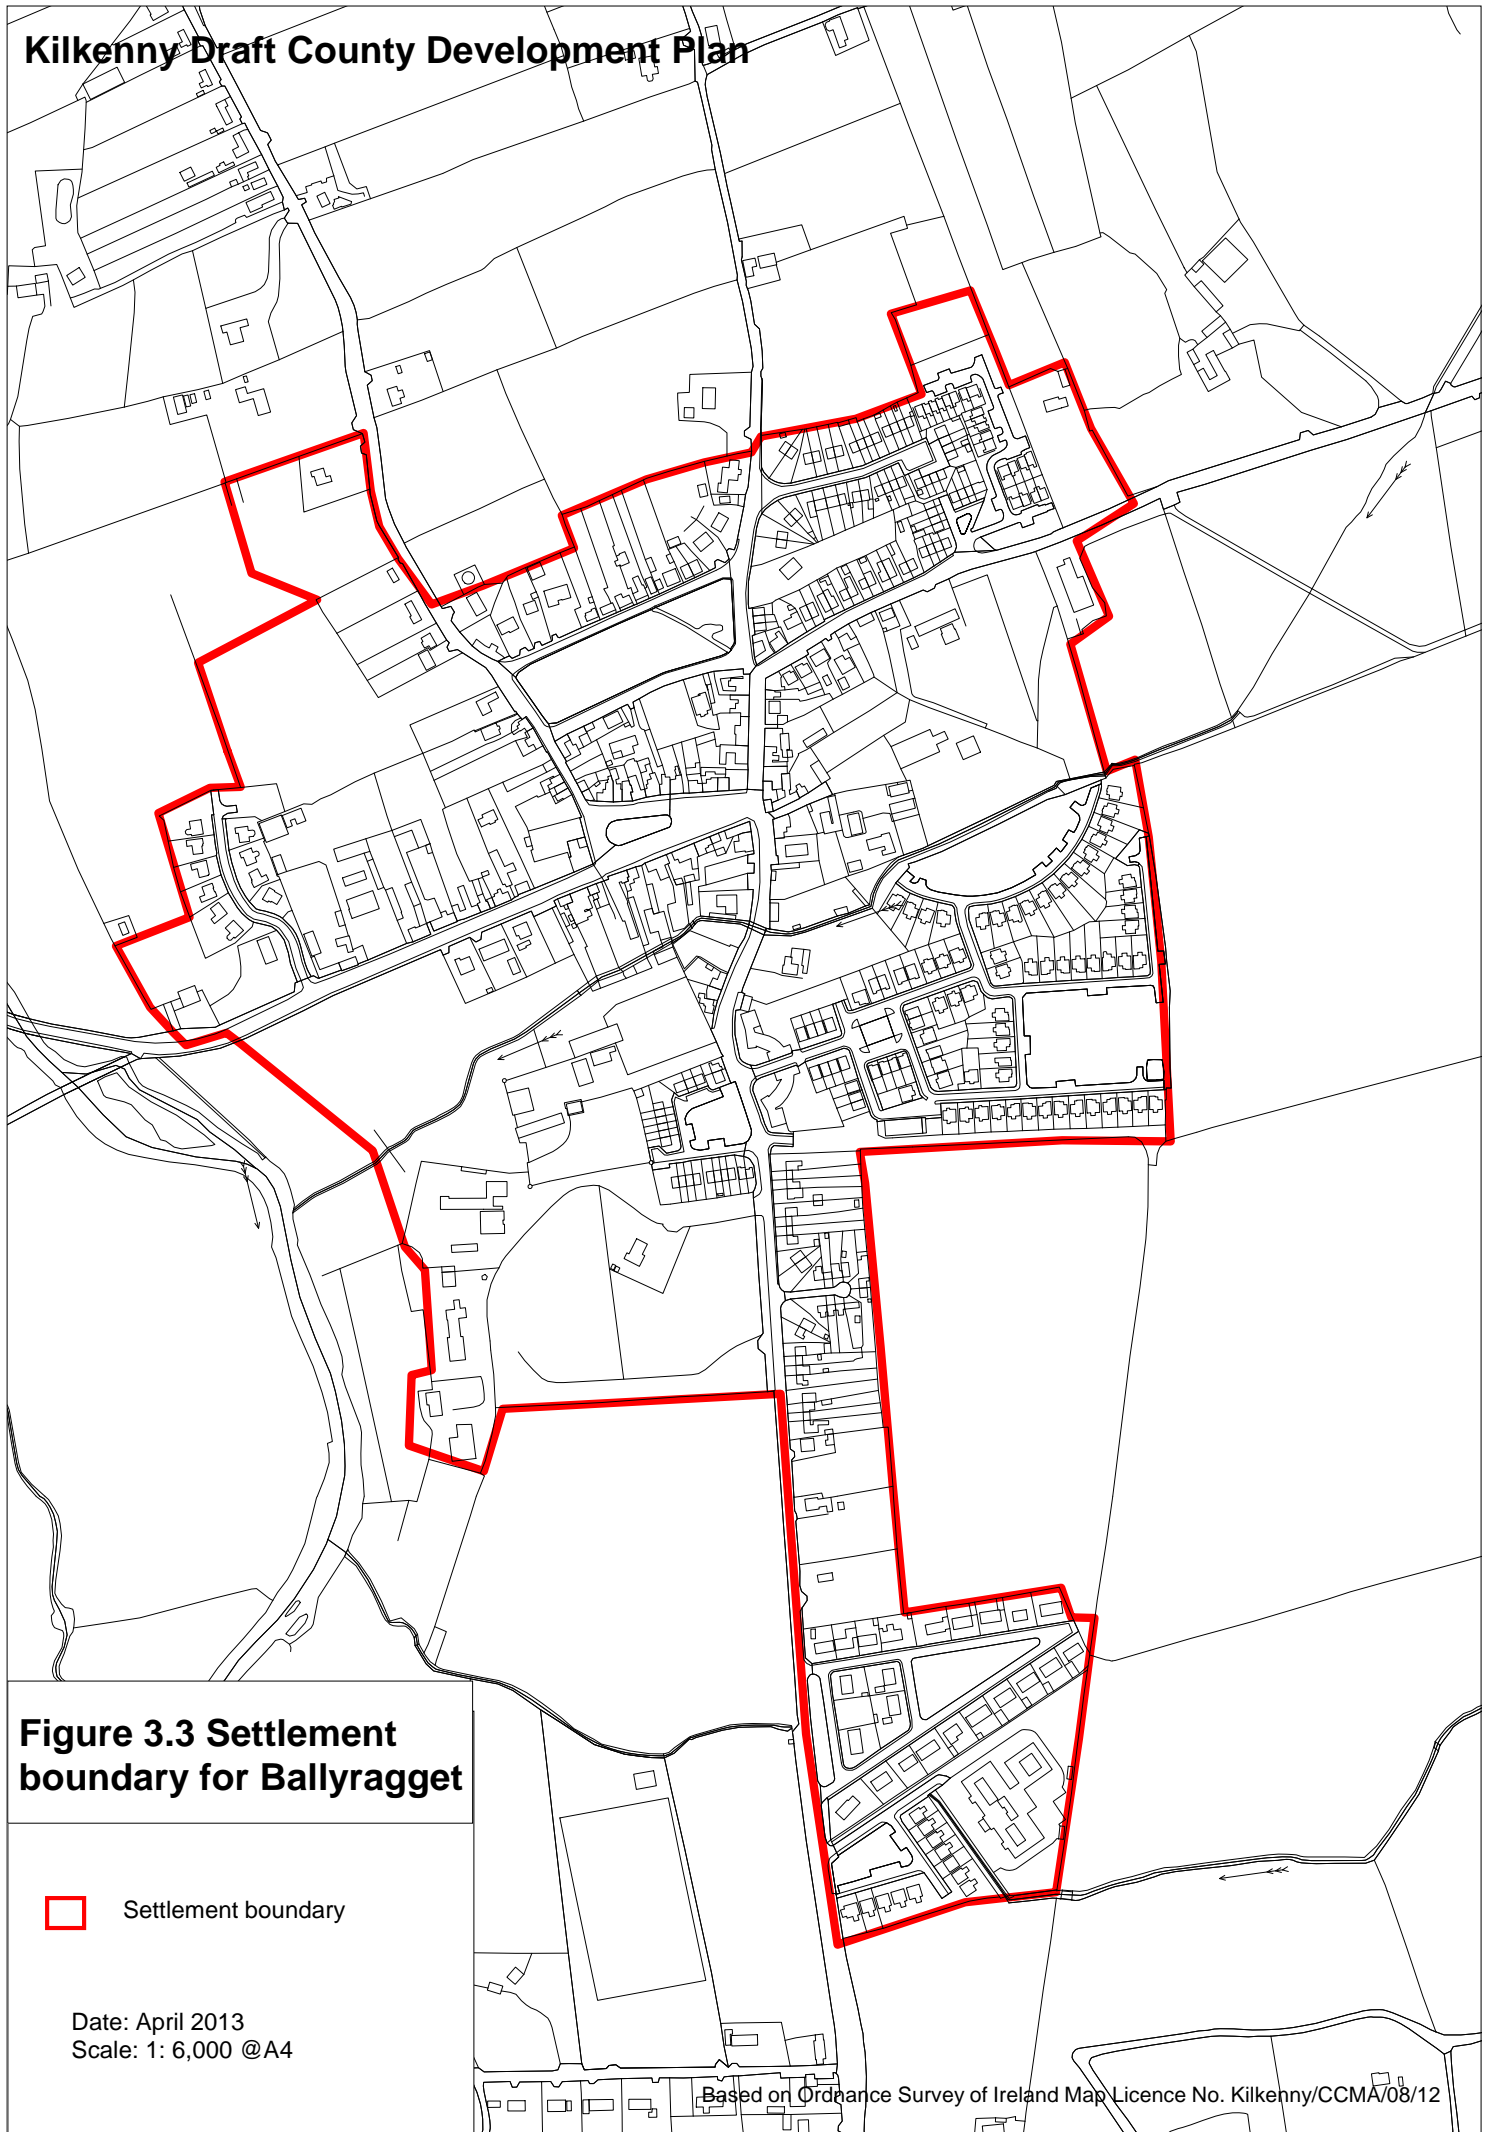 Kilkenny Draft County Development Plan
Figure 3.3 Settlement
boundary for Ballyragget
Settlement boundary
Date: April 2013
Scale: 1: 6,000 @A4
Based on Ordnance Survey of Ireland Map Licence No. Kilkenny/CCMA/08/12